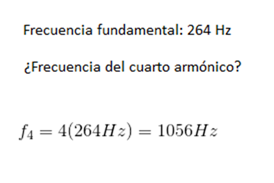 Frecuencia fundamental: 264 Hz
¿Frecuencia del cuarto armónico?
f₄ = 4(264Hz) = 1056Hz